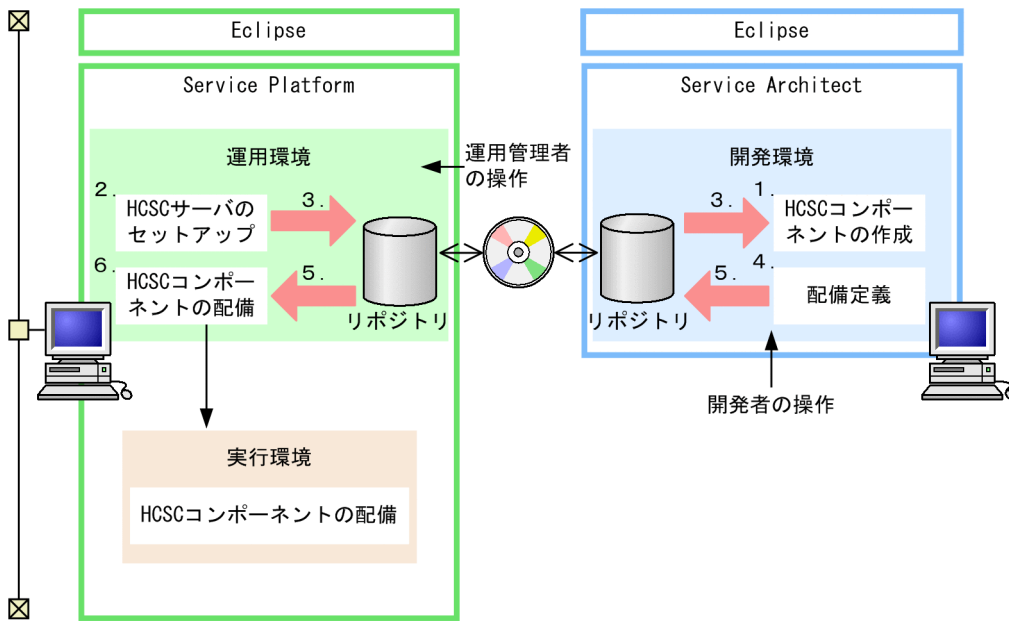 Eclipse
Service Platform
運用環境
2.
HCSCサーバの
セットアップ
3.
6.
HCSCコンポー
ネントの配備
5.
リポジトリ
実行環境
HCSCコンポーネントの配備
運用管理者
の操作
Eclipse
Service Architect
開発環境
3.
1.
HCSCコンポー
ネントの作成
5.
4.
配備定義
リポジトリ
開発者の操作